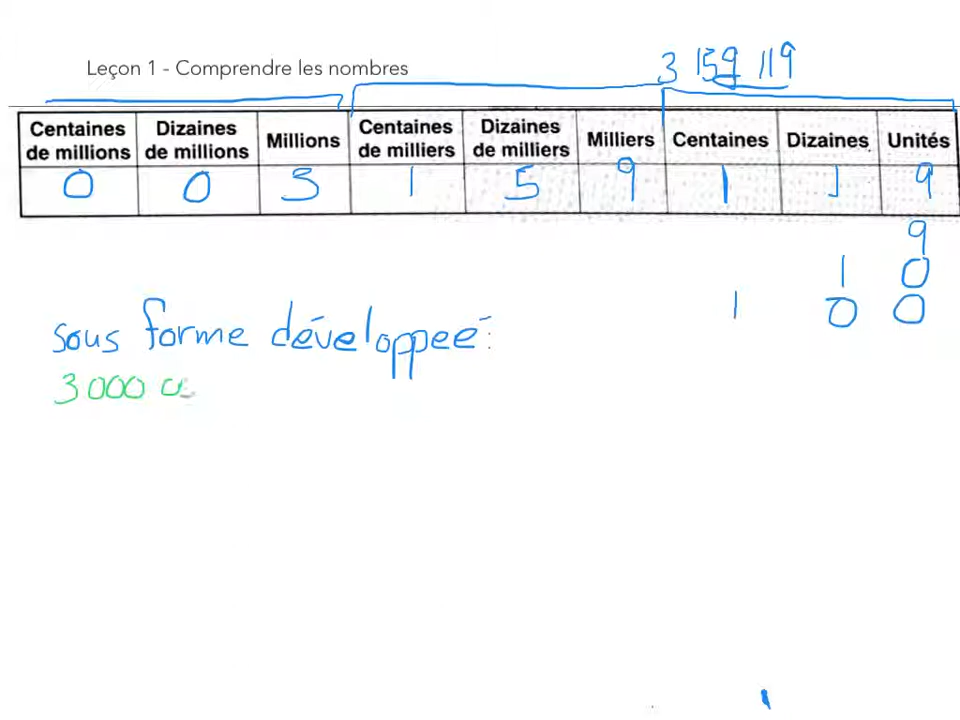 3 159 119
Leçon 1 - Comprendre les nombres
Centaines de millions Dizaines de millions Millions Centaines de milliers Dizaines de milliers Milliers Centaines Dizaines Unités
0 0 3 1 5 9 1 1 9
9
1 0
1 0 0
sous forme développée:
3 000 0